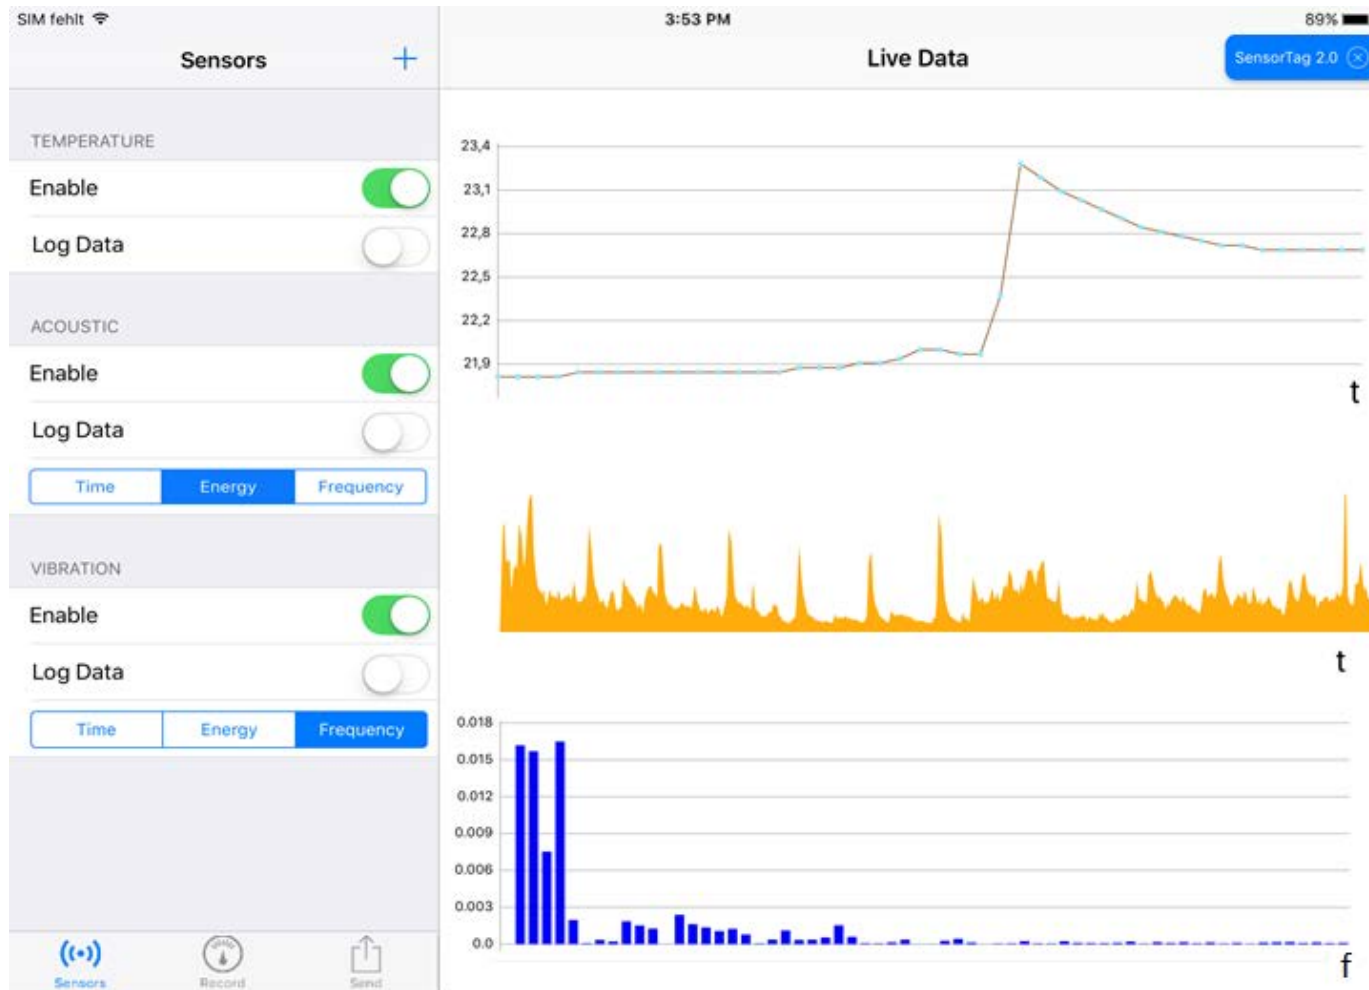 SIM fehlt
3:53 PM
89%
Sensors +
Live Data
SensorTag 2.0
TEMPERATURE
Enable
Log Data
ACOUSTIC
Enable
Log Data
Time Energy Frequency
VIBRATION
Enable
Log Data
Time Energy Frequency
Sensors Record Send
23,4
23,1
22,8
22,5
22,2
21,9
t
t
0.018
0.015
0.012
0.009
0.006
0.003
0.0
f